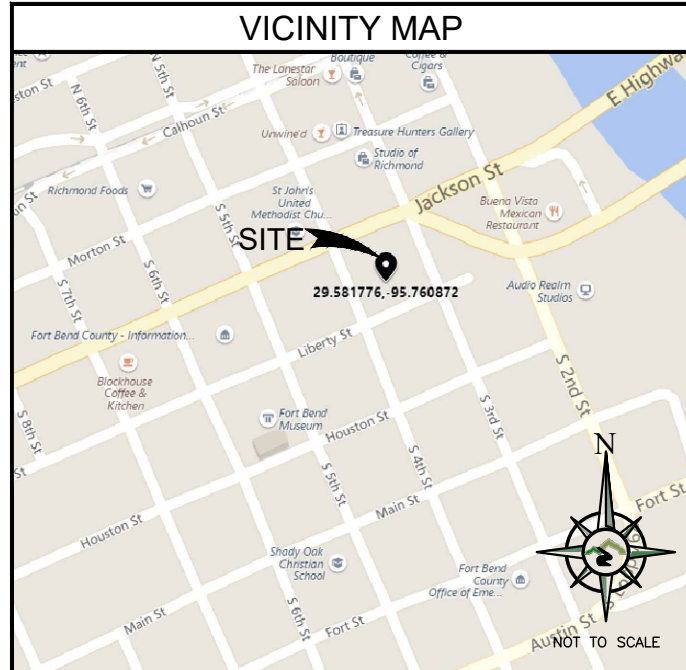 VICINITY MAP
Boutique
& Cigars
The Lonestar
Saloon
N 5th St
N 6th St
Calhoun St
Unwine'd
Treasure Hunters Gallery
Studio of
Richmond
E Highway
Richmond Foods
St John's
United
Methodist Chu...
Jackson St
Buena Vista
Mexican
Restaurant
Morton St
S 5th St
SITE
29.581776,-95.760872
Audio Realm
Studios
S 6th St
S 7th St
Fort Bend County - Information...
Liberty St
Blockhouse
Coffee &
Kitchen
S 8th St
Fort Bend
Museum
Houston St
S 3rd St
S 2nd St
S 4th St
St
N
Houston St
S 5th St
Main St
Fort St
Shady Oak
Christian
School
Fort Bend
County
Office of Eme...
S 6th St
Main St
Fort St
Austin St
NOT TO SCALE